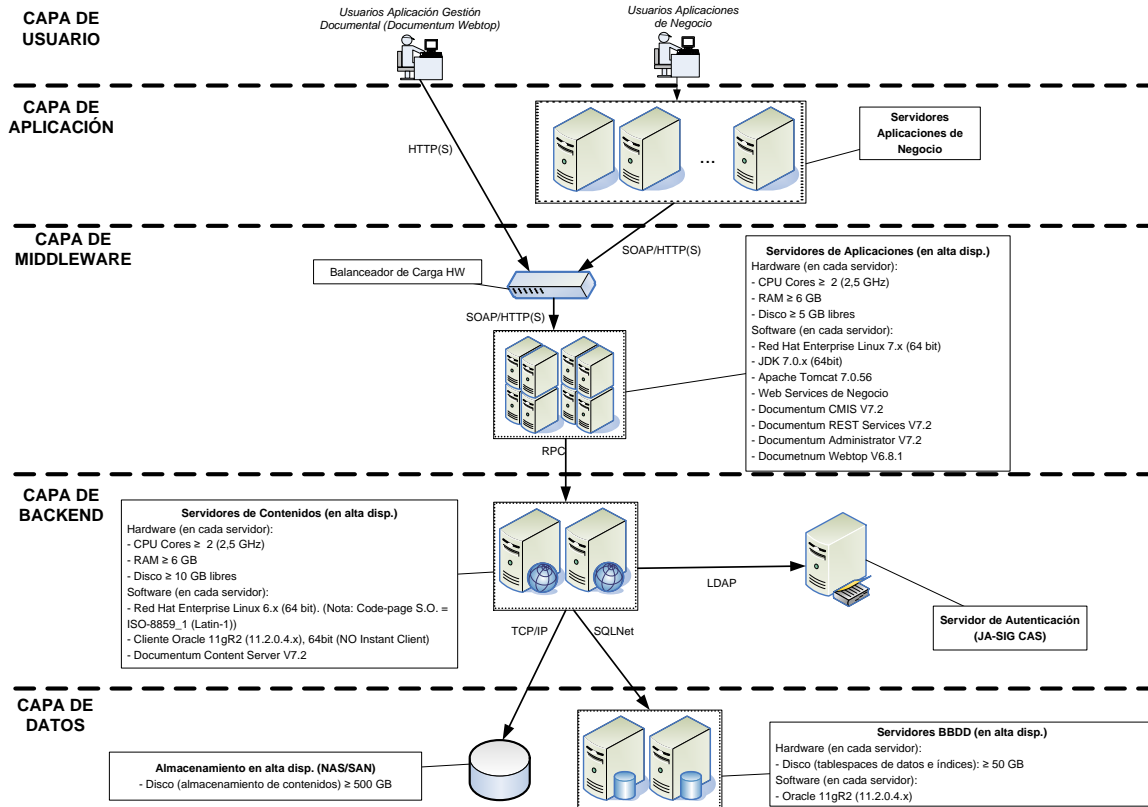 CAPA DE
USUARIO
Usuarios Aplicación Gestión
Documental (Documentum Webtop)
Usuarios Aplicaciones
de Negocio
CAPA DE
APLICACIÓN
HTTP(S)
...
Servidores
Aplicaciones de
Negocio
CAPA DE
MIDDLEWARE
Balanceador de Carga HW
SOAP/HTTP(S)
SOAP/HTTP(S)
RPC
Servidores de Aplicaciones (en alta disp.)
Hardware (en cada servidor):
- CPU Cores ≥ 2 (2,5 GHz)
- RAM ≥ 6 GB
- Disco ≥ 5 GB libres
Software (en cada servidor):
- Red Hat Enterprise Linux 7.x (64 bit)
- JDK 7.0.x (64bit)
- Apache Tomcat 7.0.56
- Web Services de Negocio
- Documentum CMIS V7.2
- Documentum REST Services V7.2
- Documentum Administrator V7.2
- Documetnum Webtop V6.8.1
CAPA DE
BACKEND
Servidores de Contenidos (en alta disp.)
Hardware (en cada servidor):
- CPU Cores ≥ 2 (2,5 GHz)
- RAM ≥ 6 GB
- Disco ≥ 10 GB libres
Software (en cada servidor):
- Red Hat Enterprise Linux 6.x (64 bit). (Nota: Code-page S.O. =
ISO-8859_1 (Latin-1))
- Cliente Oracle 11gR2 (11.2.0.4.x), 64bit (NO Instant Client)
- Documentum Content Server V7.2
LDAP
Servidor de Autenticación
(JA-SIG CAS)
TCP/IP
SQLNet
CAPA DE
DATOS
Almacenamiento en alta disp. (NAS/SAN)
- Disco (almacenamiento de contenidos) ≥ 500 GB
Servidores BBDD (en alta disp.)
Hardware (en cada servidor):
- Disco (tablespaces de datos e índices): ≥ 50 GB
Software (en cada servidor):
- Oracle 11gR2 (11.2.0.4.x)